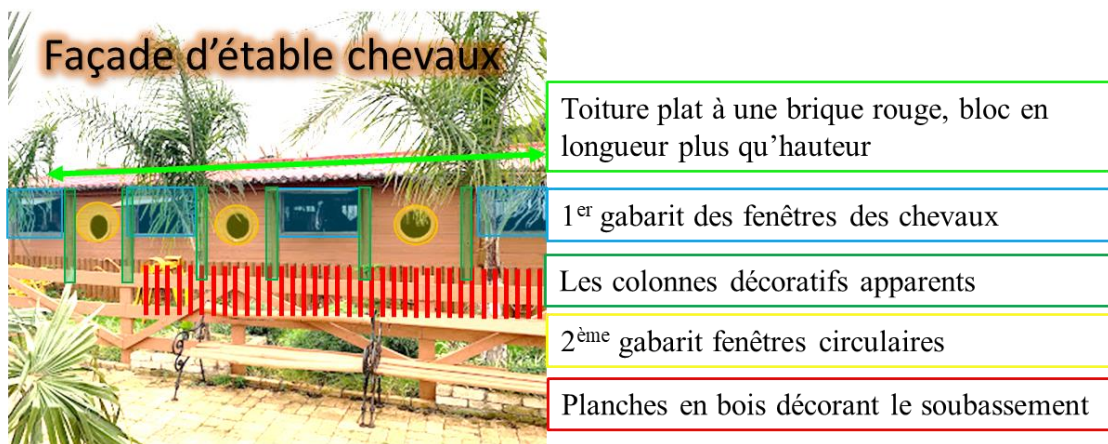 Façade d’étable chevaux
Toiture plat à une brique rouge, bloc en
longueur plus qu’hauteur
1er gabarit des fenêtres des chevaux
Les colonnes décoratifs apparents
2ème gabarit fenêtres circulaires
Planches en bois décorant le soubassement